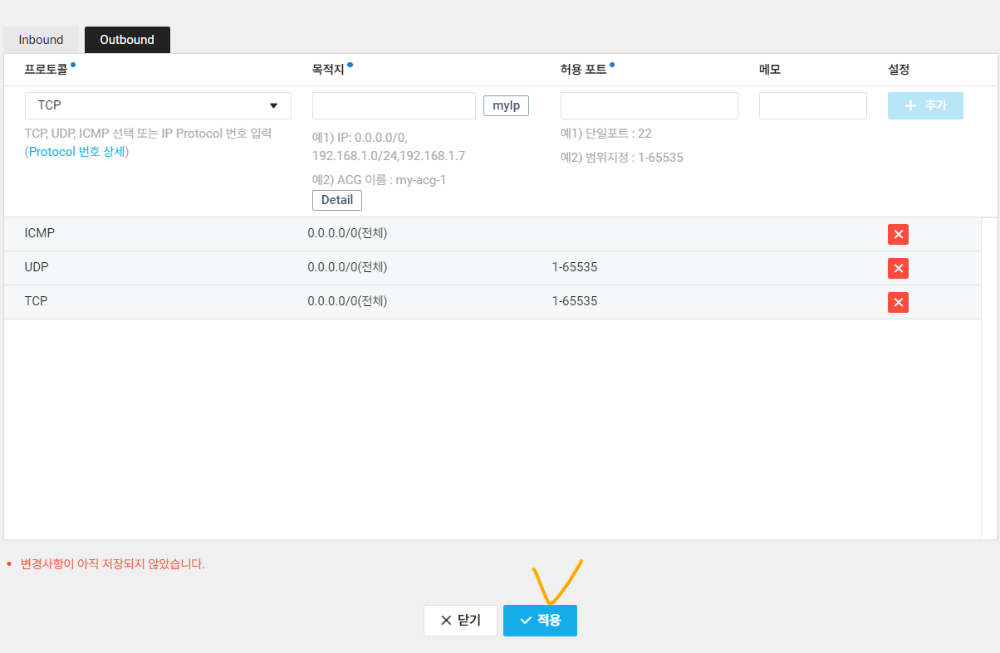 Inbound Outbound
프로토콜 목적지 허용 포트 메모 설정
TCP myIp + 추가
TCP, UDP, ICMP 선택 또는 IP Protocol 번호 입력
(Protocol 번호 상세)
예1) IP: 0.0.0.0/0,
192.168.1.0/24,192.168.1.7
예2) ACG 이름 : my-acg-1
Detail
예1) 단일포트 : 22
예2) 범위지정 : 1-65535
ICMP 0.0.0.0/0(전체)
UDP 0.0.0.0/0(전체) 1-65535
TCP 0.0.0.0/0(전체) 1-65535
• 변경사항이 아직 저장되지 않았습니다.
닫기 적용